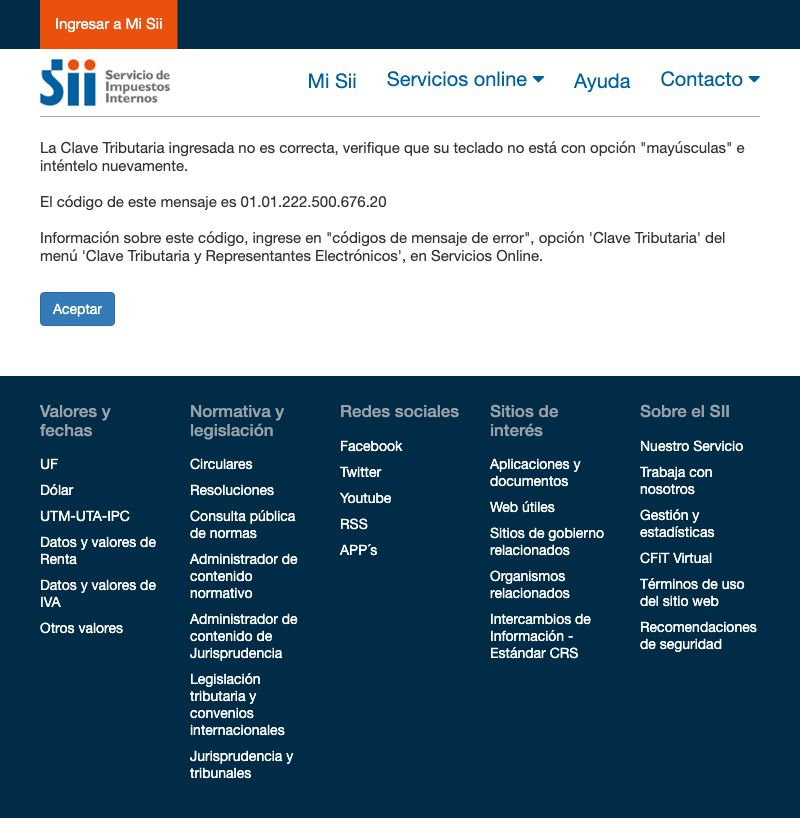 Ingresar a Mi Sii
Sii Servicio de
Impuestos
Internos
Mi Sii
Servicios online
Ayuda
Contacto
La Clave Tributaria ingresada no es correcta, verifique que su teclado no está con opción "mayúsculas" e
inténtelo nuevamente.
El código de este mensaje es 01.01.222.500.676.20
Información sobre este código, ingrese en "códigos de mensaje de error", opción 'Clave Tributaria' del
menú 'Clave Tributaria y Representantes Electrónicos', en Servicios Online.
Aceptar
Valores y
fechas
UF
Dólar
UTM-UTA-IPC
Datos y valores de
Renta
Datos y valores de
IVA
Otros valores
Normativa y
legislación
Circulares
Resoluciones
Consulta pública
de normas
Administrador de
contenido
normativo
Administrador de
contenido de
Jurisprudencia
Legislación
tributaria y
convenios
internacionales
Jurisprudencia y
tribunales
Redes sociales
Facebook
Twitter
Youtube
RSS
APP´s
Sitios de
interés
Aplicaciones y
documentos
Web útiles
Sitios de gobierno
relacionados
Organismos
relacionados
Intercambios de
Información -
Estándar CRS
Sobre el SII
Nuestro Servicio
Trabaja con
nosotros
Gestión y
estadísticas
CFiT Virtual
Términos de uso
del sitio web
Recomendaciones
de seguridad